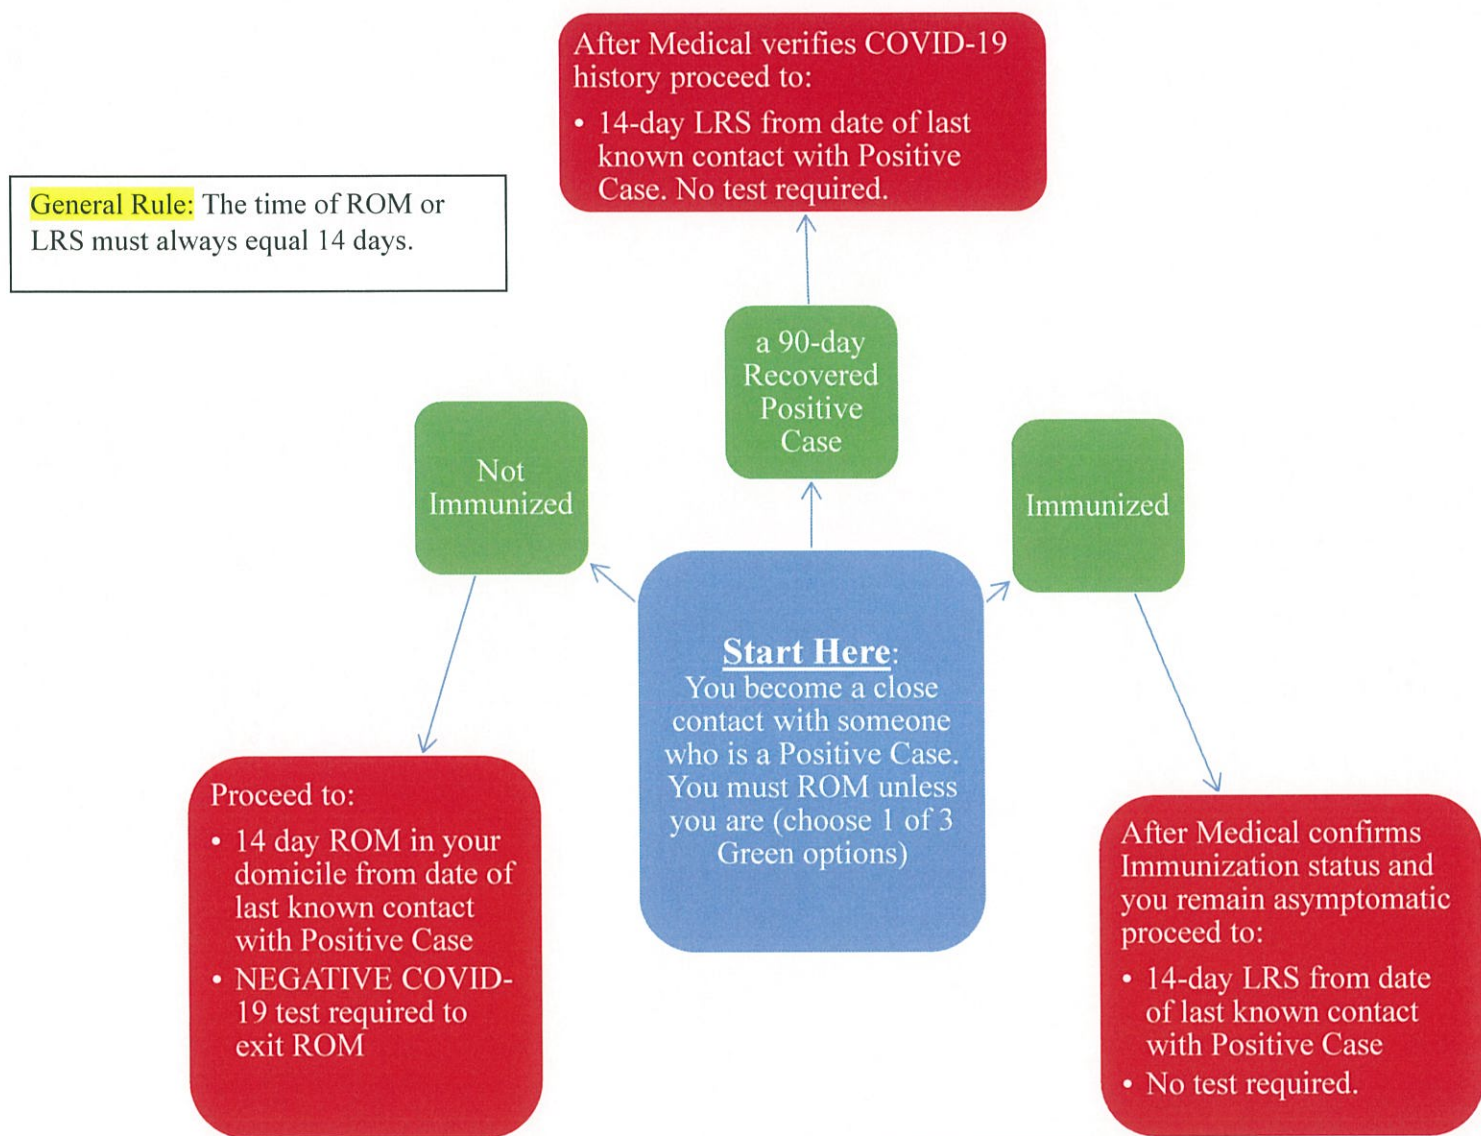 After Medical verifies COVID-19
history proceed to:
• 14-day LRS from date of last
known contact with Positive
Case. No test required.
General Rule: The time of ROM or
LRS must always equal 14 days.
a 90-day
Recovered
Positive
Case
Not
Immunized
Immunized
Start Here:
You become a close
contact with someone
who is a Positive Case.
You must ROM unless
you are (choose 1 of 3
Green options)
Proceed to:
• 14 day ROM in your
domicile from date of
last known contact
with Positive Case
• NEGATIVE COVID-
19 test required to
exit ROM
After Medical confirms
Immunization status and
you remain asymptomatic
proceed to:
• 14-day LRS from date
of last known contact
with Positive Case
• No test required.